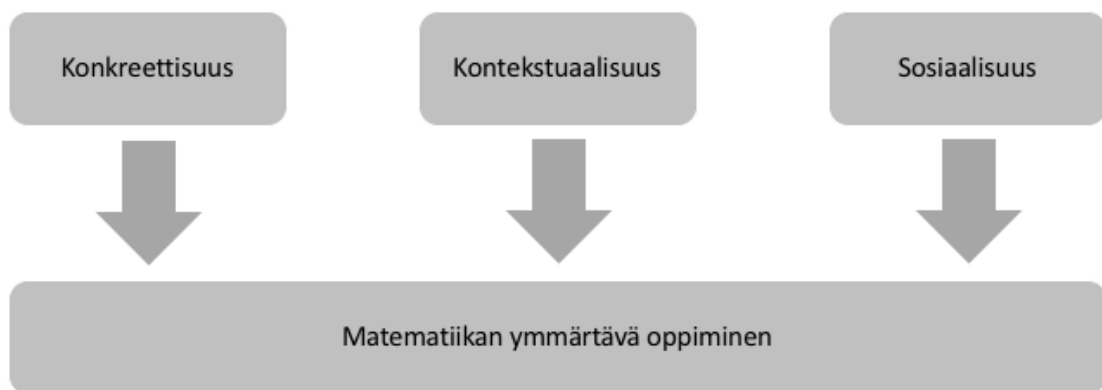 Konkreettisuus
Kontekstuaalisuus
Sosiaalisuus
Matematiikan ymmärtävä oppiminen